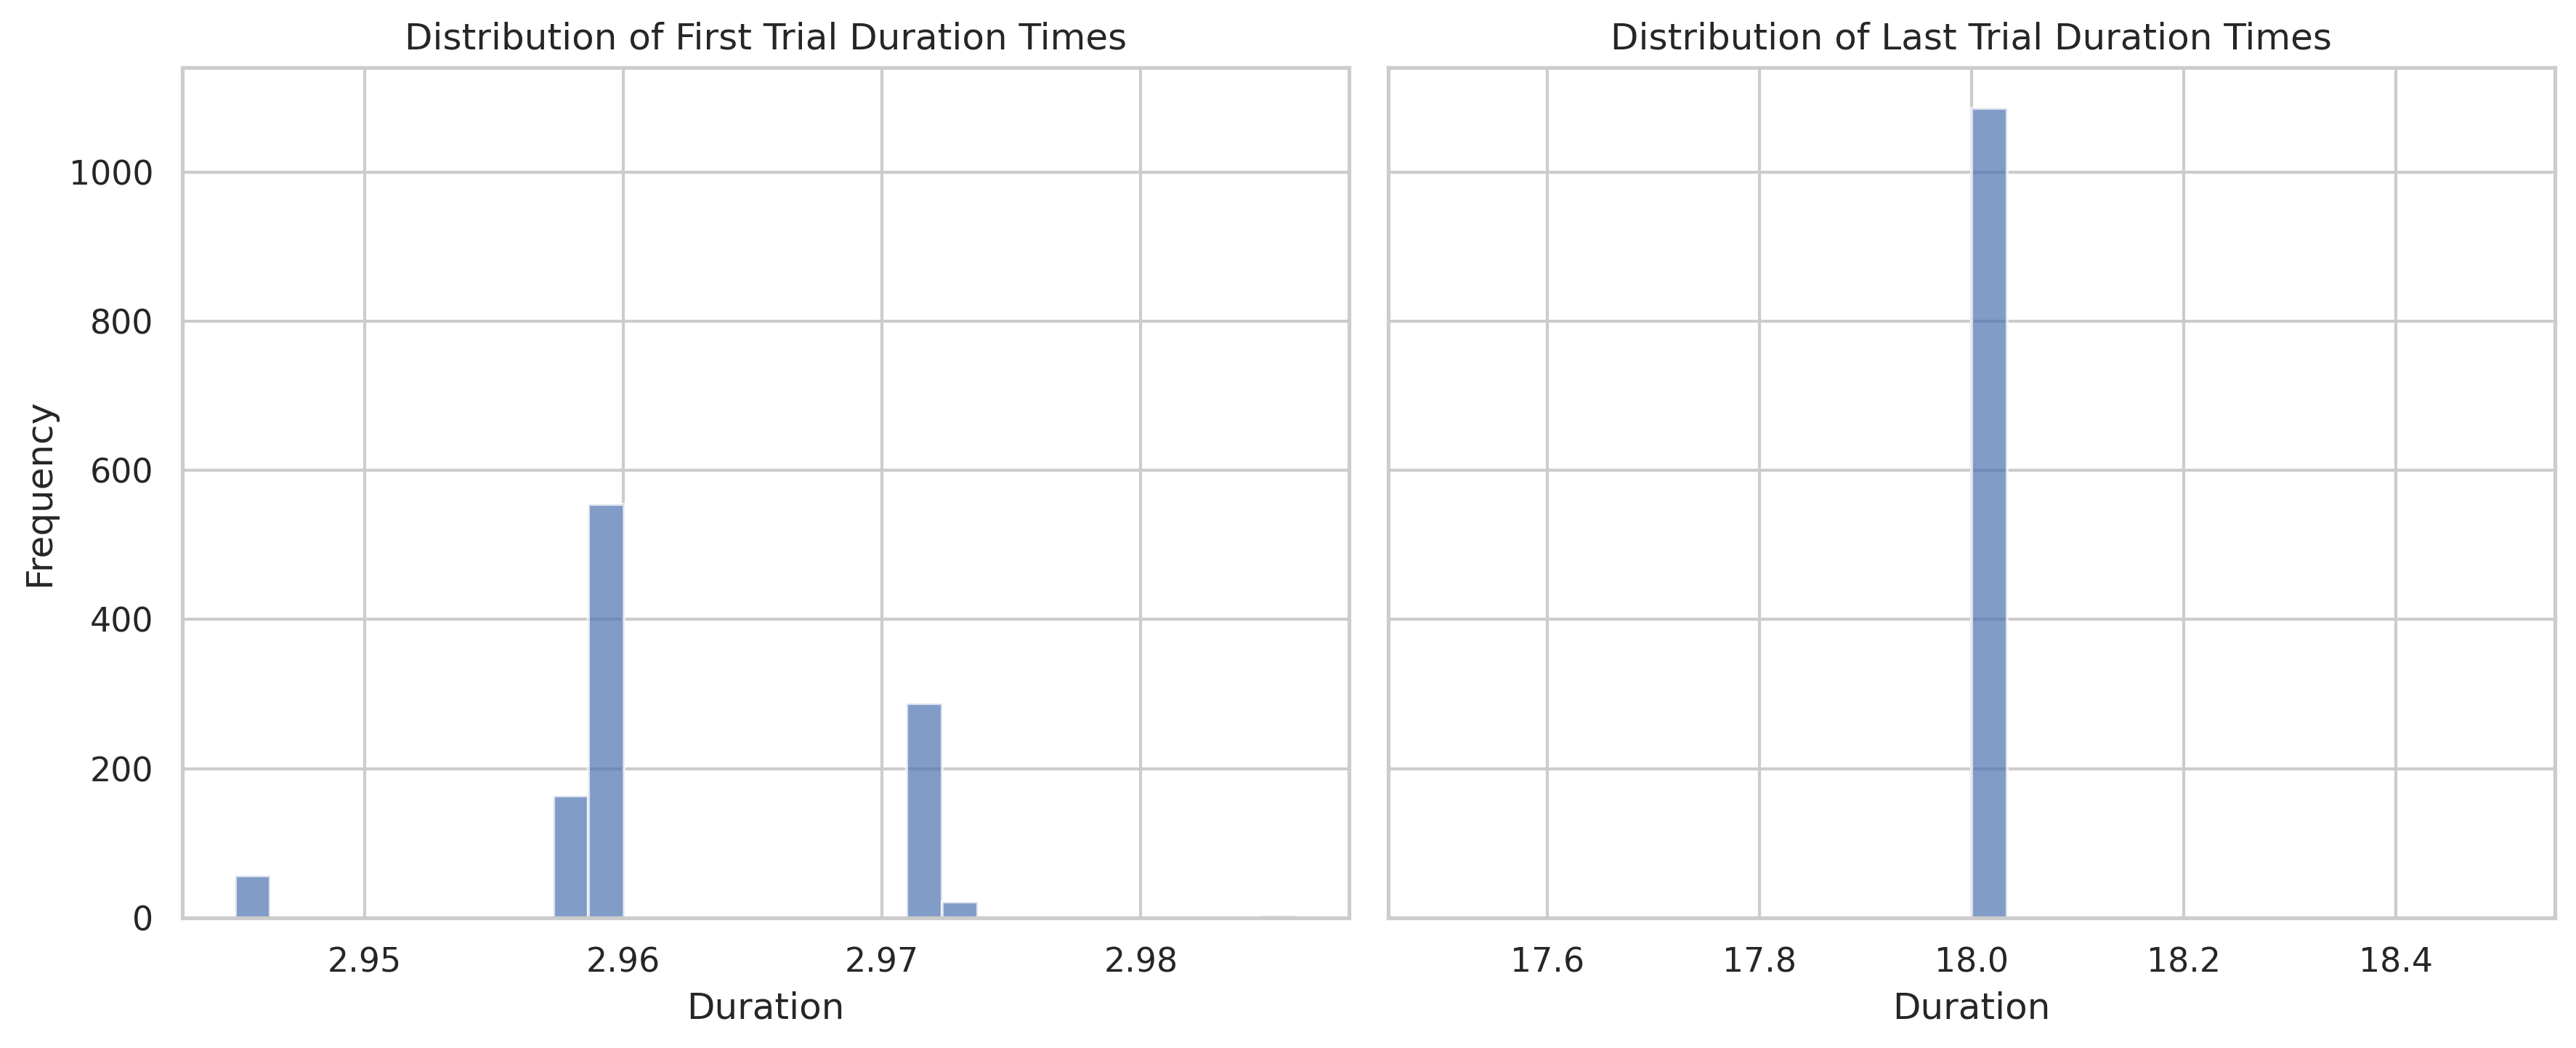 Distribution of First Trial Duration Times
Distribution of Last Trial Duration Times
Frequency
1000
800
600
400
200
0
2.95 2.96 2.97 2.98
17.6 17.8 18.0 18.2 18.4
Duration
Duration